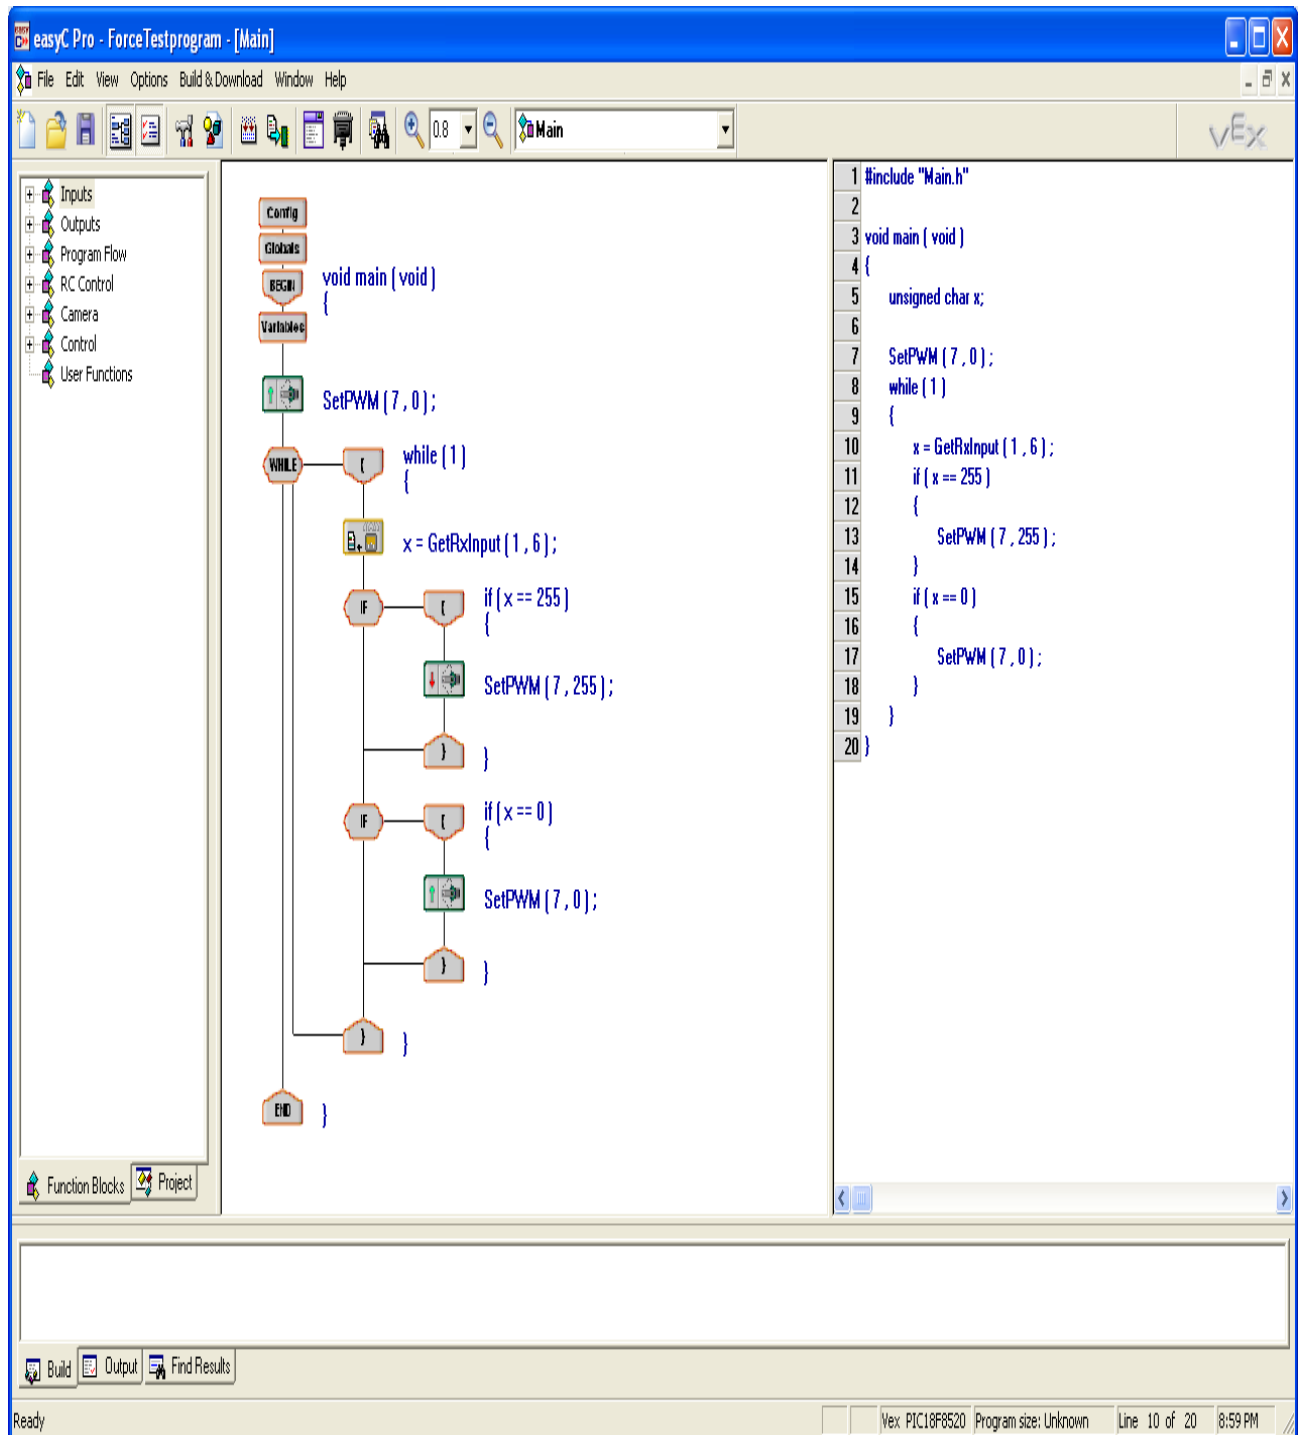 easyC Pro - ForceTestprogram - [Main]
File Edit View Options Build & Download Window Help
0.8
Main
vEx
Inputs
Outputs
Program Flow
RC Control
Camera
Control
User Functions
Function Blocks
Project
Config
Globals
BEGIN
void main ( void )
{
Variables
SetPWM ( 7 , 0 ) ;
WHILE
{
while ( 1 )
{
x = GetRxInput ( 1 , 6 ) ;
IF
{
if ( x == 255 )
{
SetPWM ( 7 , 255 ) ;
}
}
IF
{
if ( x == 0 )
{
SetPWM ( 7 , 0 ) ;
}
}
}
}
END
}
1 #include "Main.h"
2
3 void main ( void )
4 {
5 unsigned char x;
6
7 SetPWM ( 7 , 0 ) ;
8 while ( 1 )
9 {
10 x = GetRxInput ( 1 , 6 ) ;
11 if ( x == 255 )
12 {
13 SetPWM ( 7 , 255 ) ;
14 }
15 if ( x == 0 )
16 {
17 SetPWM ( 7 , 0 ) ;
18 }
19 }
20 }
Build
Output
Find Results
Ready
Vex PIC18F8520
Program size: Unknown
Line 10 of 20
8:59 PM